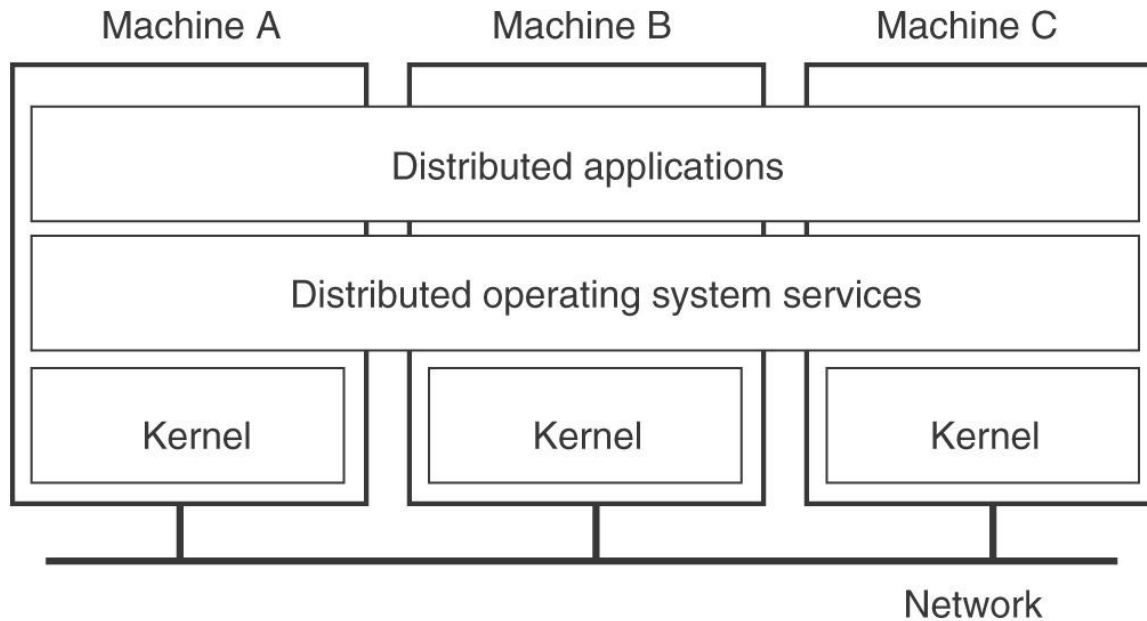 Machine A
Machine B
Machine C
Distributed applications
Distributed operating system services
Kernel
Kernel
Kernel
Network